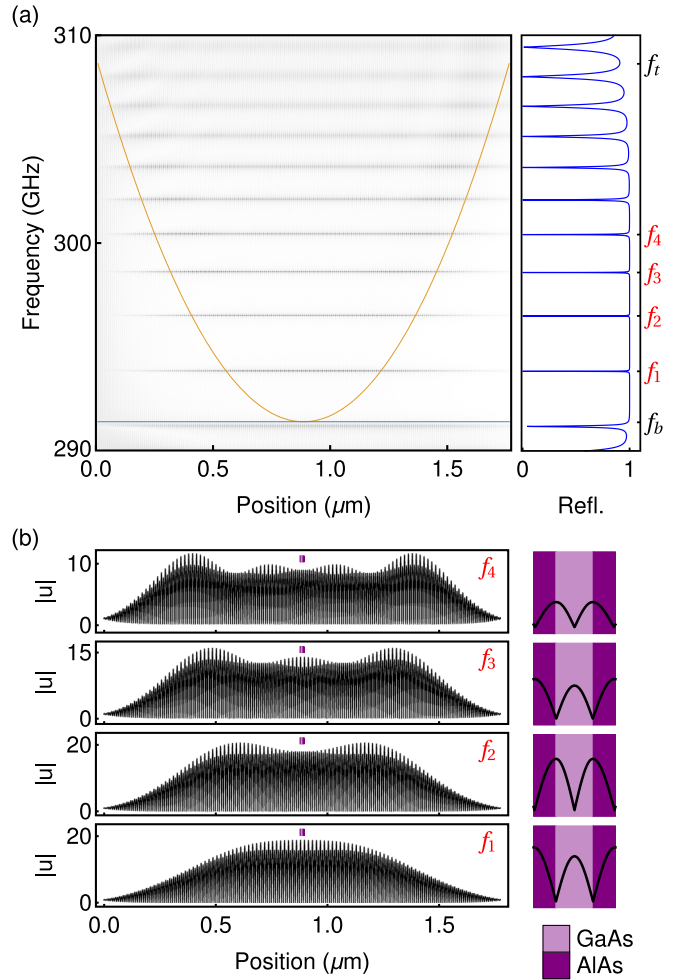 (a)
310
300
290
Frequency (GHz)
0.0 0.5 1.0 1.5
Position (μm)
0 1
Refl.
f_t
f_4
f_3
f_2
f_1
f_b
(b)
10
0
|u|
f_4
15
0
|u|
f_3
20
0
|u|
f_2
20
0
|u|
f_1
0.0 0.5 1.0 1.5
Position (μm)
GaAs
AlAs